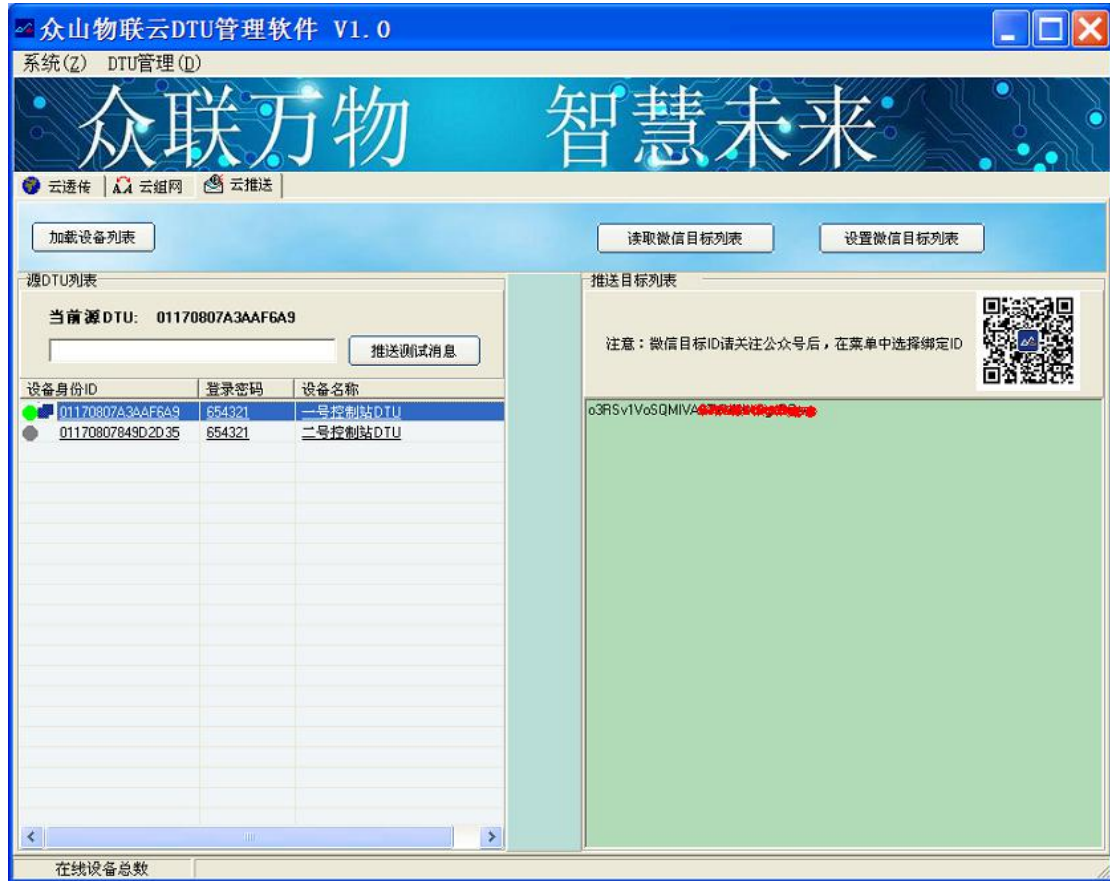 众山物联云DTU管理软件 V1.0
系统(Z) DTU管理(D)
众联万物 智慧未来
云透传 云组网 云推送
加载设备列表 读取微信目标列表 设置微信目标列表
源DTU列表
当前源DTU: 01170807A3AAF6A9
推送测试消息
设备身份ID 登录密码 设备名称
01170807A3AAF6A9 654321 一号控制站DTU
01170807849D2D35 654321 二号控制站DTU
推送目标列表
注意：微信目标ID请关注公众号后，在菜单中选择绑定ID
o3RSv1VoSQMIVA
在线设备总数